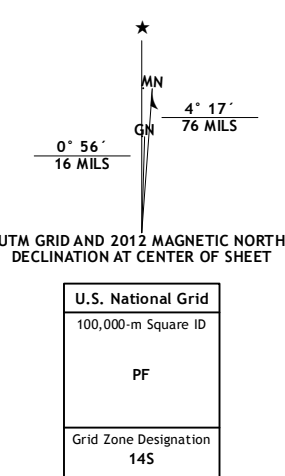 MN
4° 17´
76 MILS
GN
0° 56´
16 MILS
UTM GRID AND 2012 MAGNETIC NORTH
DECLINATION AT CENTER OF SHEET
U.S. National Grid
100,000-m Square ID
PF
Grid Zone Designation
14S